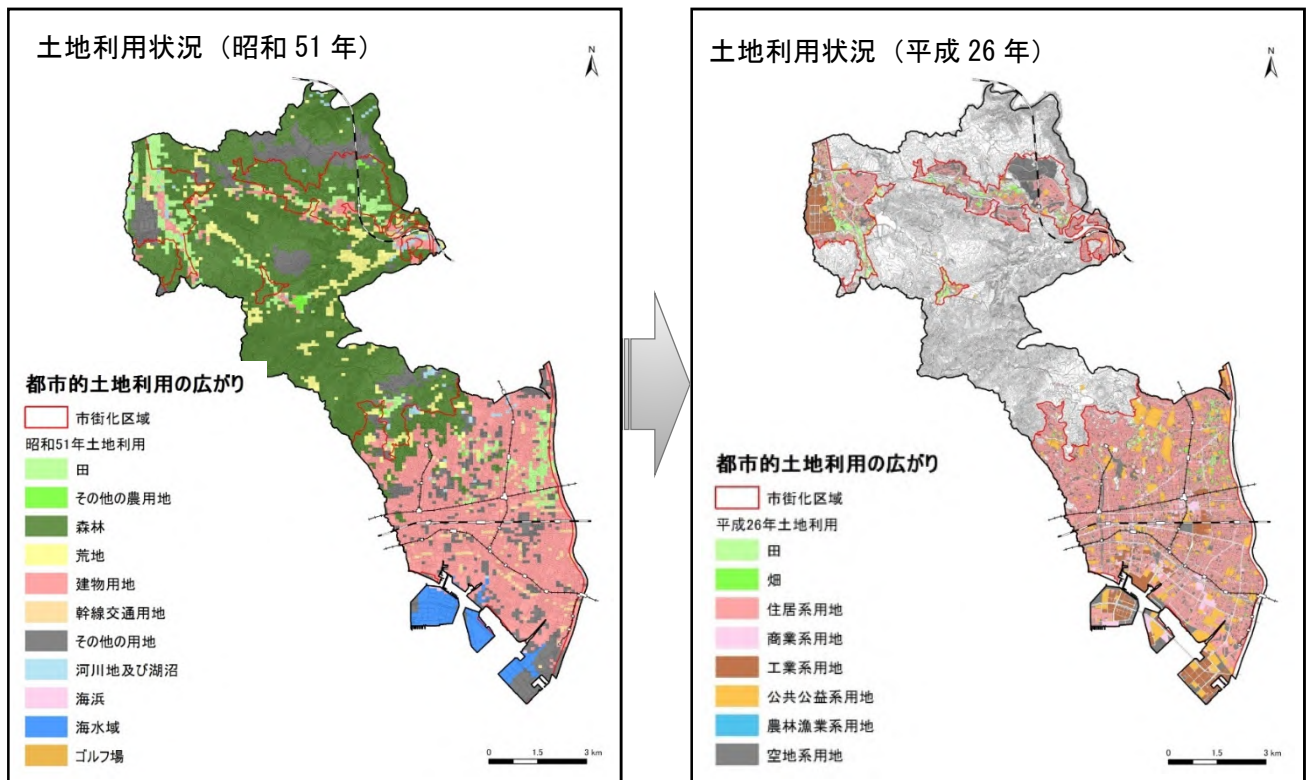 土地利用状況（昭和 51 年）
N
都市的土地利用の広がり
市街化区域
昭和51年土地利用
田
その他の農用地
森林
荒地
建物用地
幹線交通用地
その他の用地
河川地及び湖沼
海浜
海水域
ゴルフ場
0 1.5 3 km
土地利用状況（平成 26 年）
N
都市的土地利用の広がり
市街化区域
平成26年土地利用
田
畑
住居系用地
商業系用地
工業系用地
公共公益系用地
農林漁業系用地
空地系用地
0 1.5 3 km